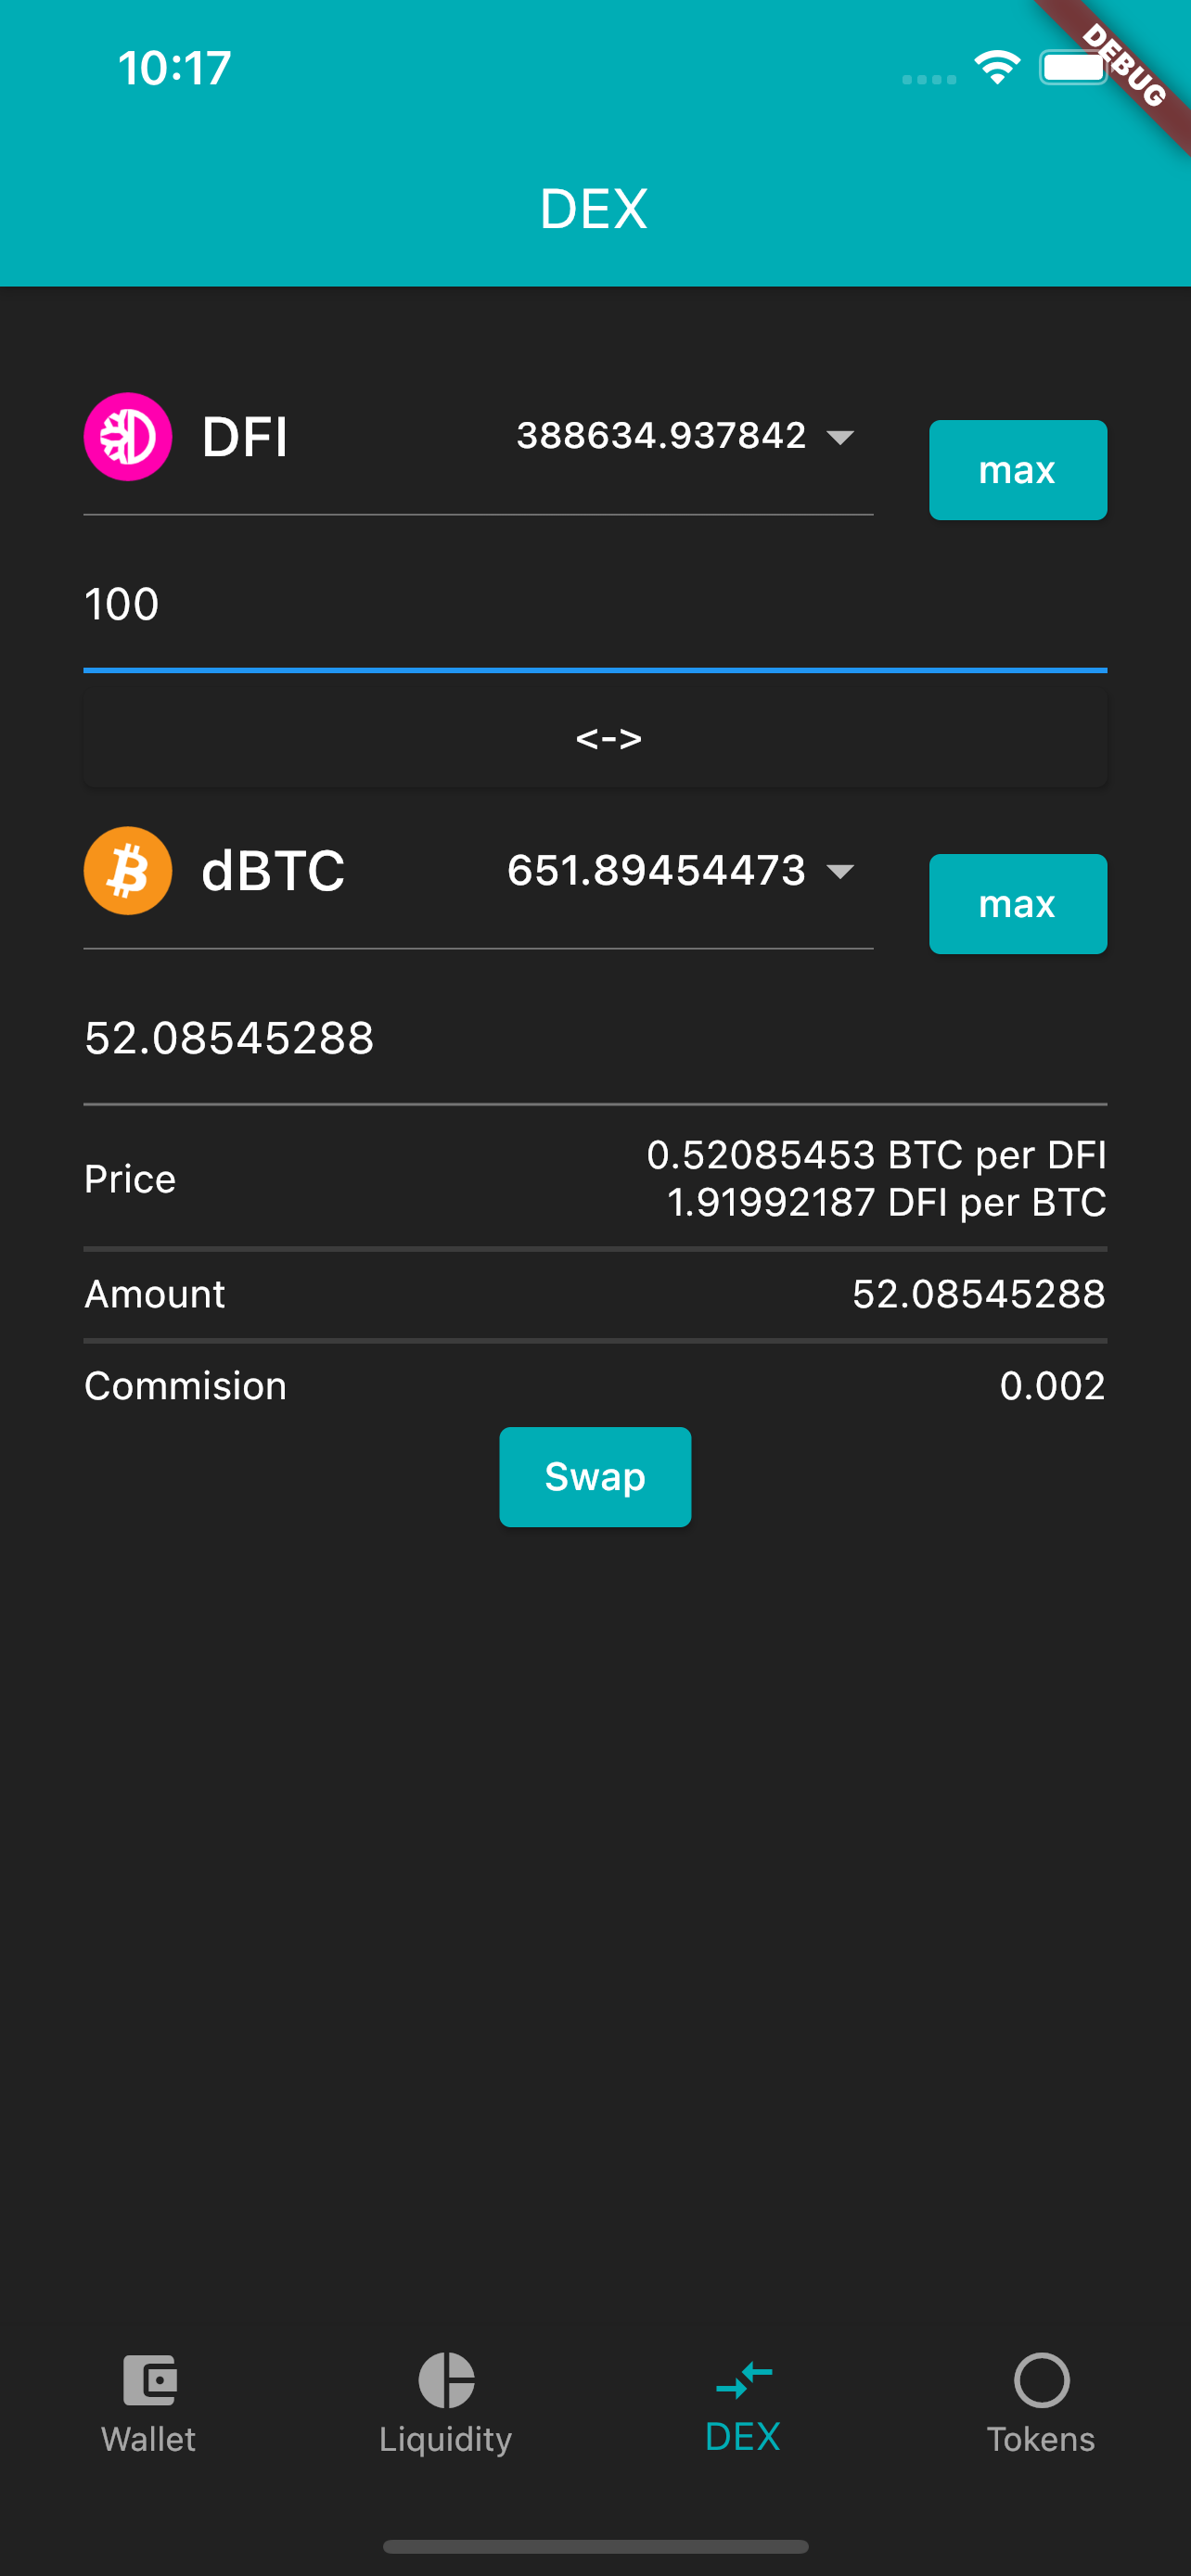 10:17
DEBUG
DEX
DFI 388634.937842 max
100
<->
dBTC 651.89454473 max
52.08545288
Price 0.52085453 BTC per DFI
1.91992187 DFI per BTC
Amount 52.08545288
Commision 0.002
Swap
Wallet Liquidity DEX Tokens